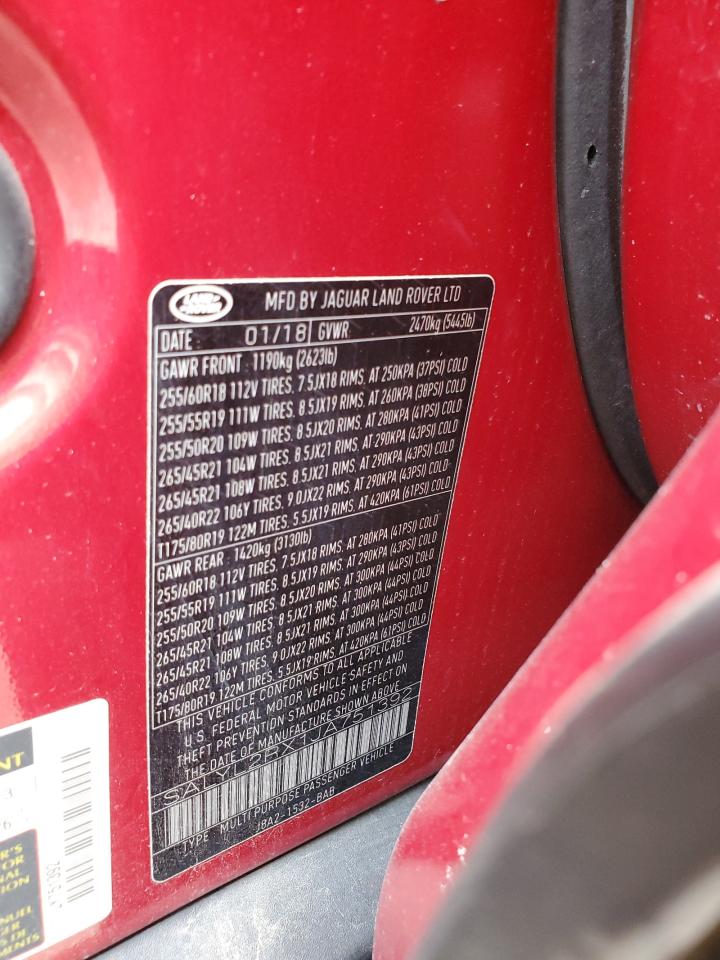 LAND ROVER
MFD BY JAGUAR LAND ROVER LTD
DATE : 01/18 GVWR 2470kg (5445lb)
GAWR FRONT : 1190kg (2623lb)
255/60R18 112V TIRES. 7 5JX18 RIMS. AT 250KPA (37PSI) COLD
255/55R19 111W TIRES. 8 5JX19 RIMS. AT 260KPA (38PSI) COLD
255/50R20 109W TIRES. 8 5JX20 RIMS. AT 280KPA (41PSI) COLD
265/45R21 104W TIRES. 8 5JX21 RIMS. AT 290KPA (43PSI) COLD
265/45R21 108W TIRES. 8 5JX21 RIMS. AT 290KPA (43PSI) COLD
265/40R22 106Y TIRES. 9 0JX22 RIMS. AT 290KPA (43PSI) COLD
T175/80R19 122M TIRES. 5 5JX19 RIMS. AT 420KPA (61PSI) COLD
GAWR REAR : 1420kg (3130lb)
255/60R18 112V TIRES. 7 5JX18 RIMS. AT 280KPA (41PSI) COLD
255/55R19 111W TIRES. 8 5JX19 RIMS. AT 290KPA (43PSI) COLD
255/50R20 109W TIRES. 8 5JX20 RIMS. AT 300KPA (44PSI) COLD
265/45R21 104W TIRES. 8 5JX21 RIMS. AT 300KPA (44PSI) COLD
265/45R21 108W TIRES. 8 5JX21 RIMS. AT 300KPA (44PSI) COLD
265/40R22 106Y TIRES. 9 0JX22 RIMS. AT 300KPA (44PSI) COLD
T175/80R19 122M TIRES. 5 5JX19 RIMS. AT 420KPA (61PSI) COLD
THIS VEHICLE CONFORMS TO ALL APPLICABLE
U.S. FEDERAL MOTOR VEHICLE SAFETY AND
THEFT PREVENTION STANDARDS IN EFFECT ON
THE DATE OF MANUFACTURE SHOWN ABOVE
SALYL2RX1JA751392
TYPE : MULTI PURPOSE PASSENGER VEHICLE
J8A2-1532-BAB